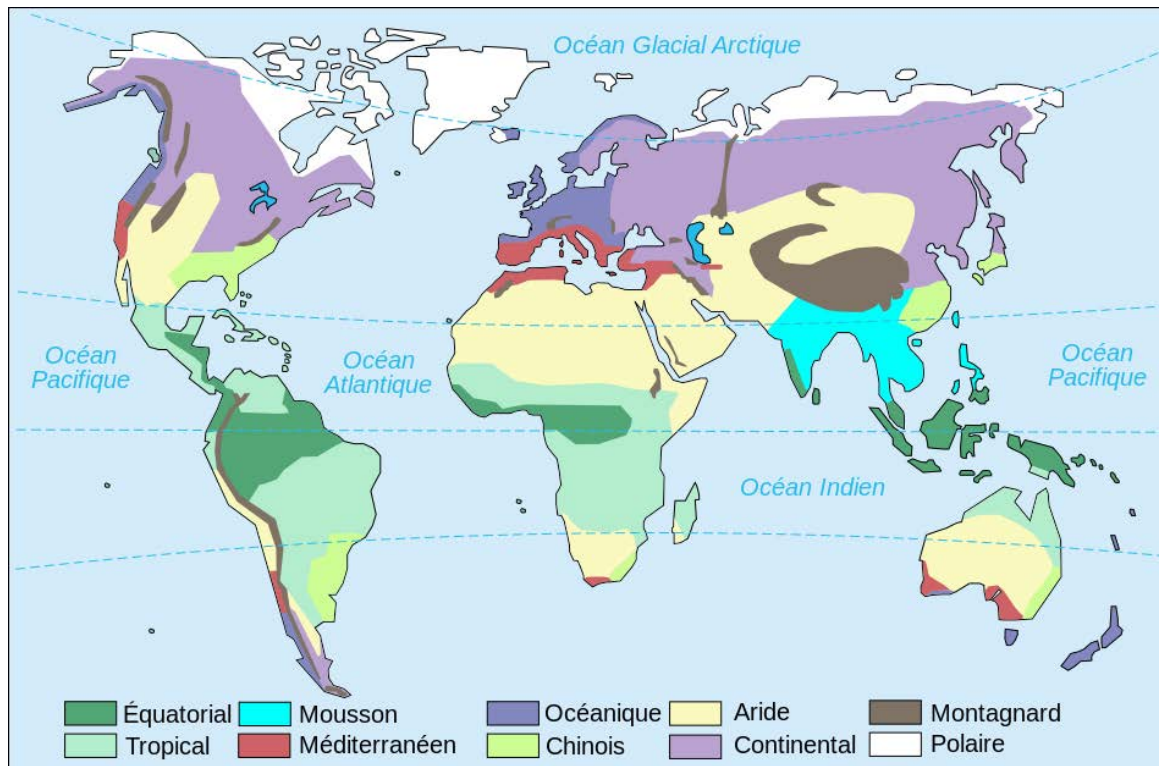 Océan Glacial Arctique
Océan
Pacifique
Océan
Atlantique
Océan
Pacifique
Océan Indien
Équatorial
Mousson
Océanique
Aride
Montagnard
Tropical
Méditerranéen
Chinois
Continental
Polaire